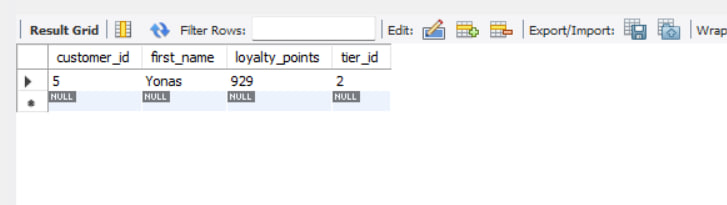 Result Grid Filter Rows: Edit: Export/Import: Wrap
customer_id first_name loyalty_points tier_id
5 Yonas 929 2
NULL NULL NULL NULL